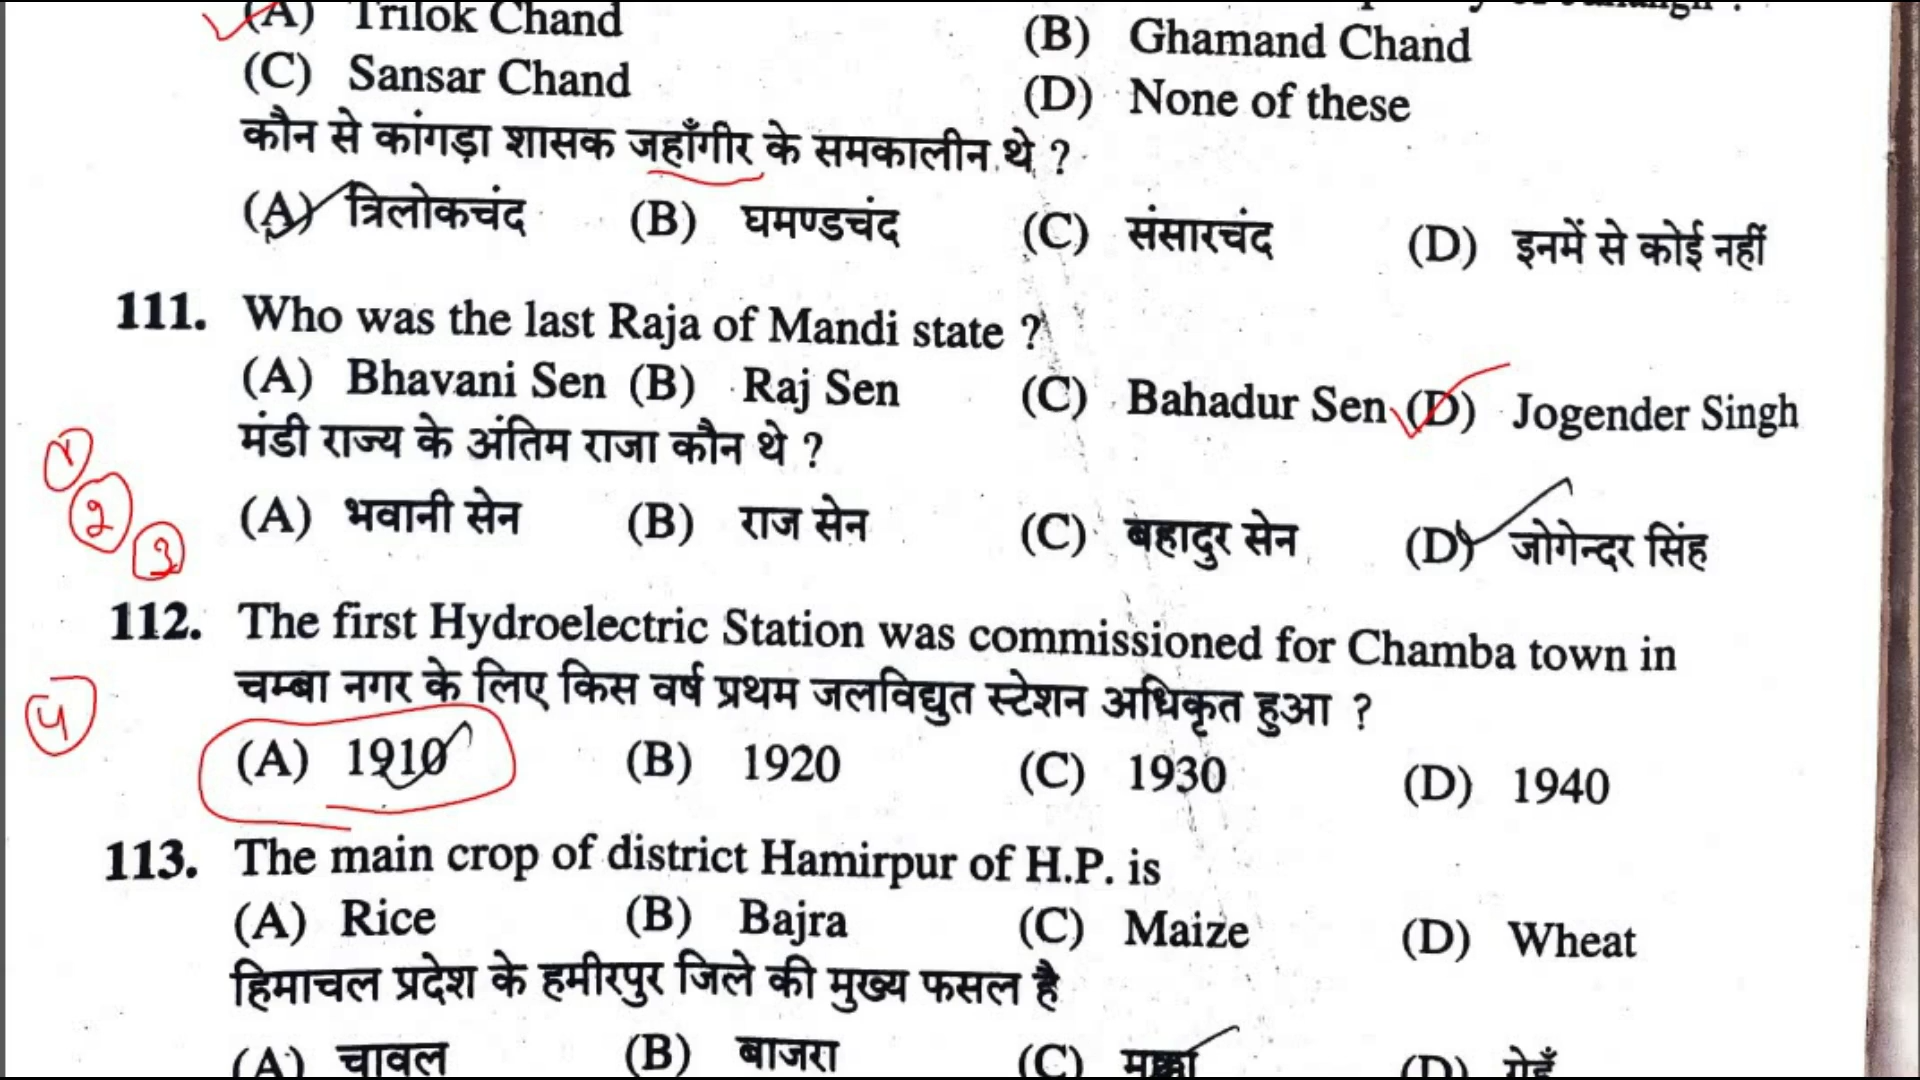 (A) Trilok Chand (B) Ghamand Chand
(C) Sansar Chand (D) None of these
कौन से कांगड़ा शासक जहाँगीर के समकालीन थे ?
(A) त्रिलोकचंद (B) घमण्डचंद (C) संसारचंद (D) इनमें से कोई नहीं
111. Who was the last Raja of Mandi state ?
(A) Bhavani Sen (B) Raj Sen (C) Bahadur Sen (D) Jogender Singh
मंडी राज्य के अंतिम राजा कौन थे ?
(A) भवानी सेन (B) राज सेन (C) बहादुर सेन (D) जोगेन्दर सिंह
1
2
3
112. The first Hydroelectric Station was commissioned for Chamba town in
चम्बा नगर के लिए किस वर्ष प्रथम जलविद्युत स्टेशन अधिकृत हुआ ?
(A) 1910 (B) 1920 (C) 1930 (D) 1940
113. The main crop of district Hamirpur of H.P. is
(A) Rice (B) Bajra (C) Maize (D) Wheat
हिमाचल प्रदेश के हमीरपुर जिले की मुख्य फसल है
(A) चावल (B) बाजरा (C) मक्का (D) गेहूँ